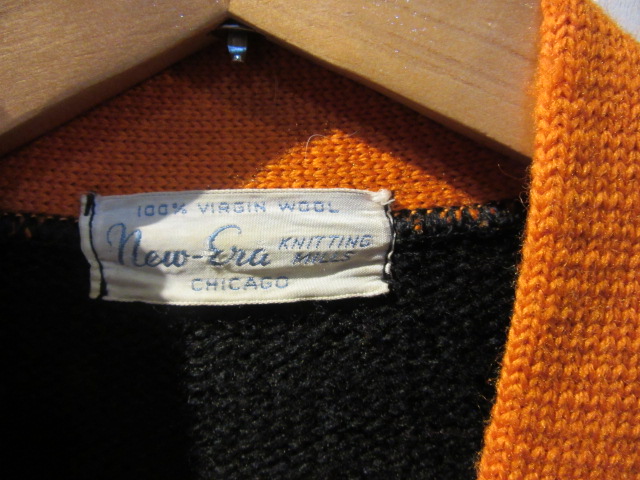 100% VIRGIN WOOL
New-Era KNITTING MILLS
CHICAGO